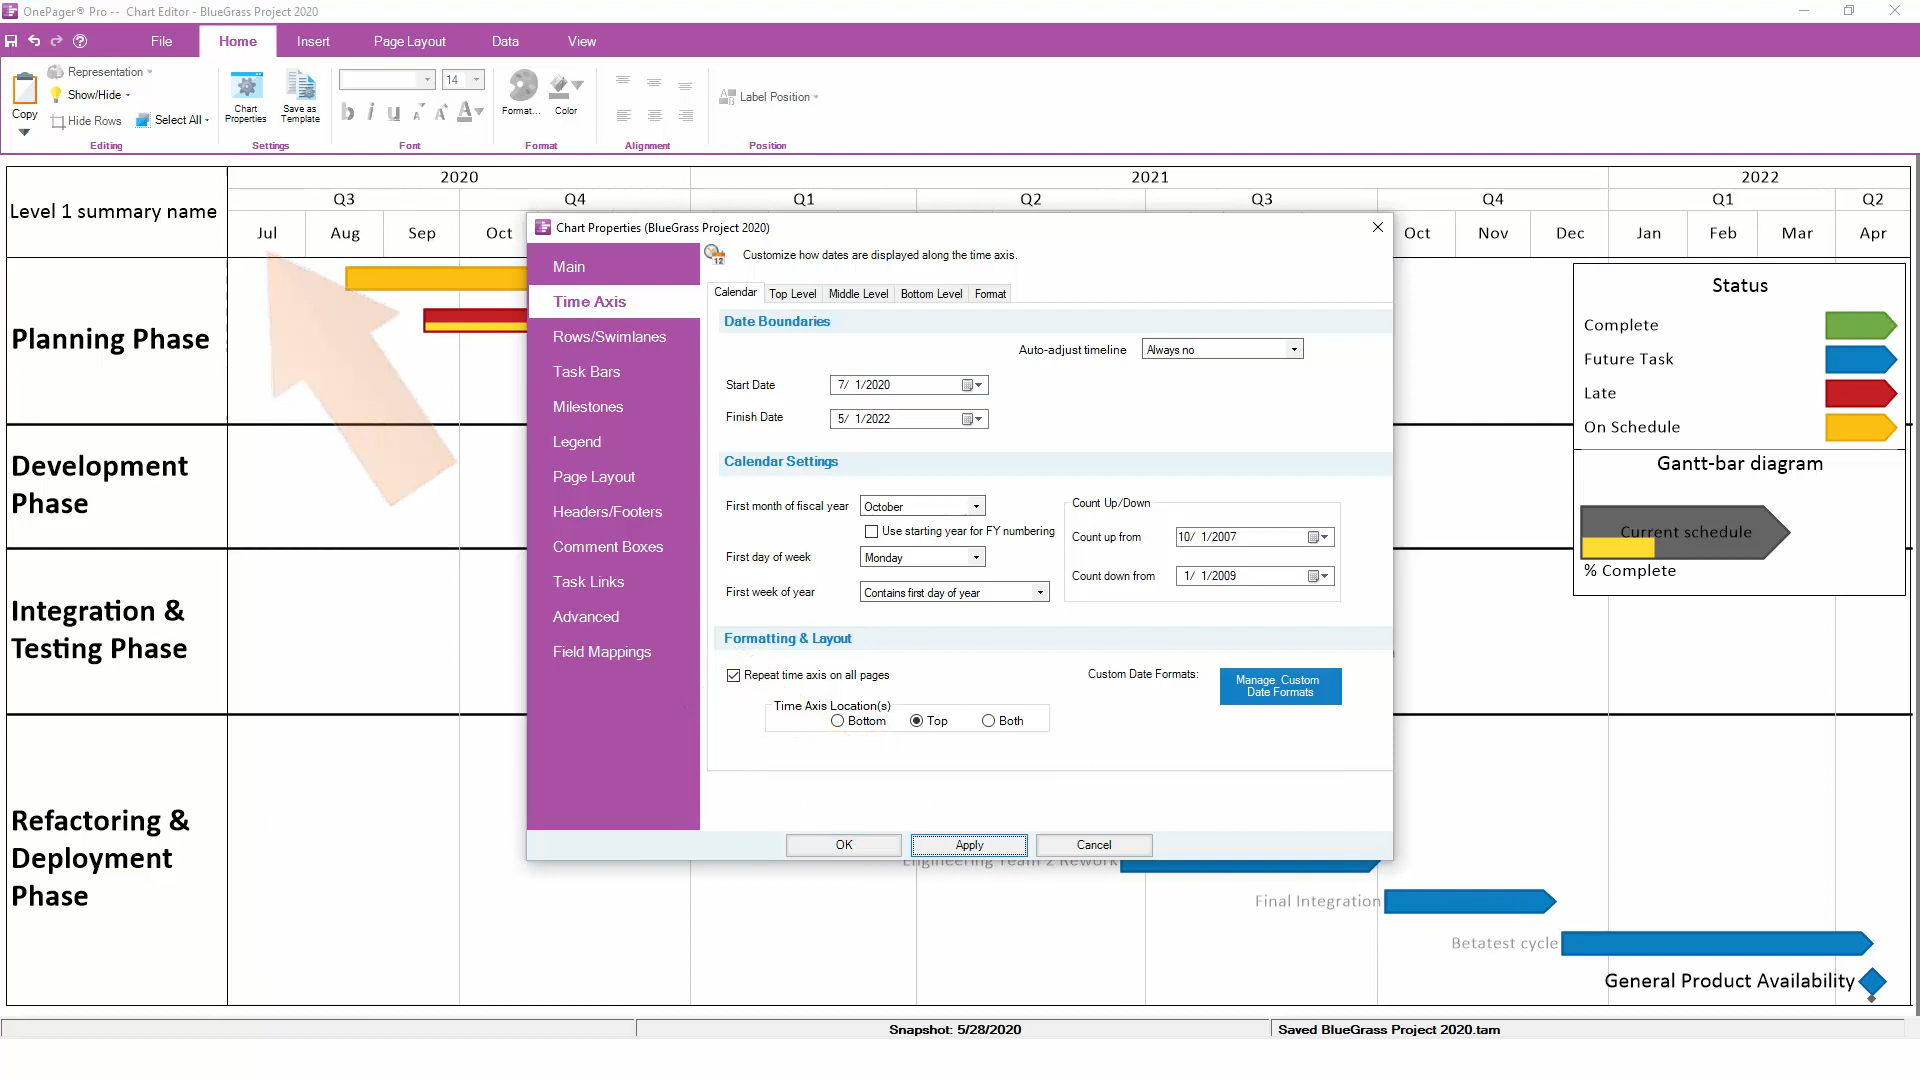 OnePager® Pro -- Chart Editor - BlueGrass Project 2020
File Home Insert Page Layout Data View
Copy
Representation
Show/Hide
Hide Rows
Select All
Editing
Chart Properties
Save as Template
Settings
14
b i u A A A
Font
Format...
Color
Format
Alignment
Label Position
Position
Level 1 summary name
2020 2021 2022
Q3 Q4 Q1 Q2 Q3 Q4 Q1 Q2
Jul Aug Sep Oct Oct Nov Dec Jan Feb Mar Apr
Planning Phase
Development
Phase
Integration &
Testing Phase
Refactoring &
Deployment
Phase
Chart Properties (BlueGrass Project 2020)
Main
Time Axis
Rows/Swimlanes
Task Bars
Milestones
Legend
Page Layout
Headers/Footers
Comment Boxes
Task Links
Advanced
Field Mappings
12
Customize how dates are displayed along the time axis.
Calendar Top Level Middle Level Bottom Level Format
Date Boundaries
Auto-adjust timeline Always no
Start Date 7/ 1/2020
Finish Date 5/ 1/2022
Calendar Settings
First month of fiscal year October
Use starting year for FY numbering
First day of week Monday
First week of year Contains first day of year
Count Up/Down
Count up from 10/ 1/2007
Count down from 1/ 1/2009
Formatting & Layout
Repeat time axis on all pages
Time Axis Location(s)
Bottom Top Both
Custom Date Formats:
Manage Custom
Date Formats
OK Apply Cancel
Status
Complete
Future Task
Late
On Schedule
Gantt-bar diagram
Current schedule
% Complete
Engineering Team 2 Rework
Final Integration
Betatest cycle
General Product Availability
Snapshot: 5/28/2020
Saved BlueGrass Project 2020.tam